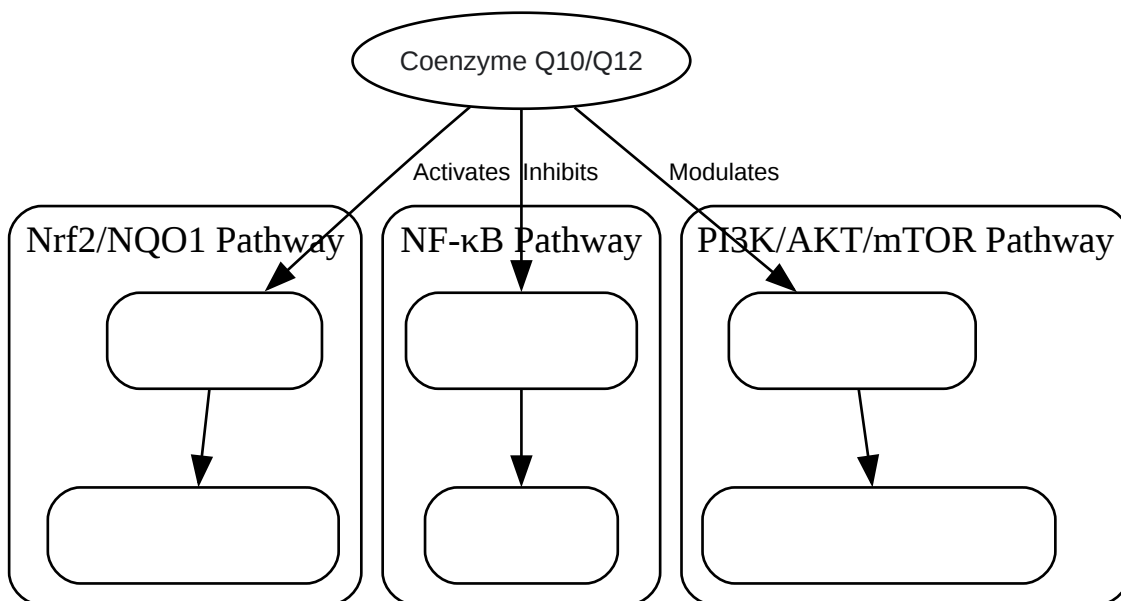 Coenzyme Q10/Q12
Activates
Inhibits
Modulates
Nrf2/NQO1 Pathway
NF-κB Pathway
PI3K/AKT/mTOR Pathway